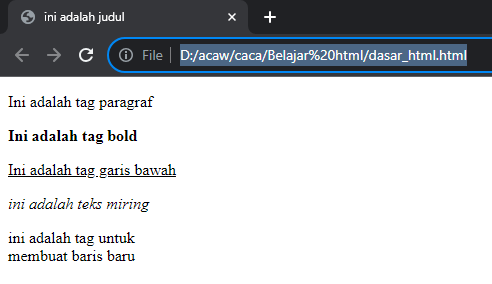 ini adalah judul
File
D:/acaw/caca/Belajar%20html/dasar_html.html
Ini adalah tag paragraf
Ini adalah tag bold
Ini adalah tag garis bawah
ini adalah teks miring
ini adalah tag untuk
membuat baris baru